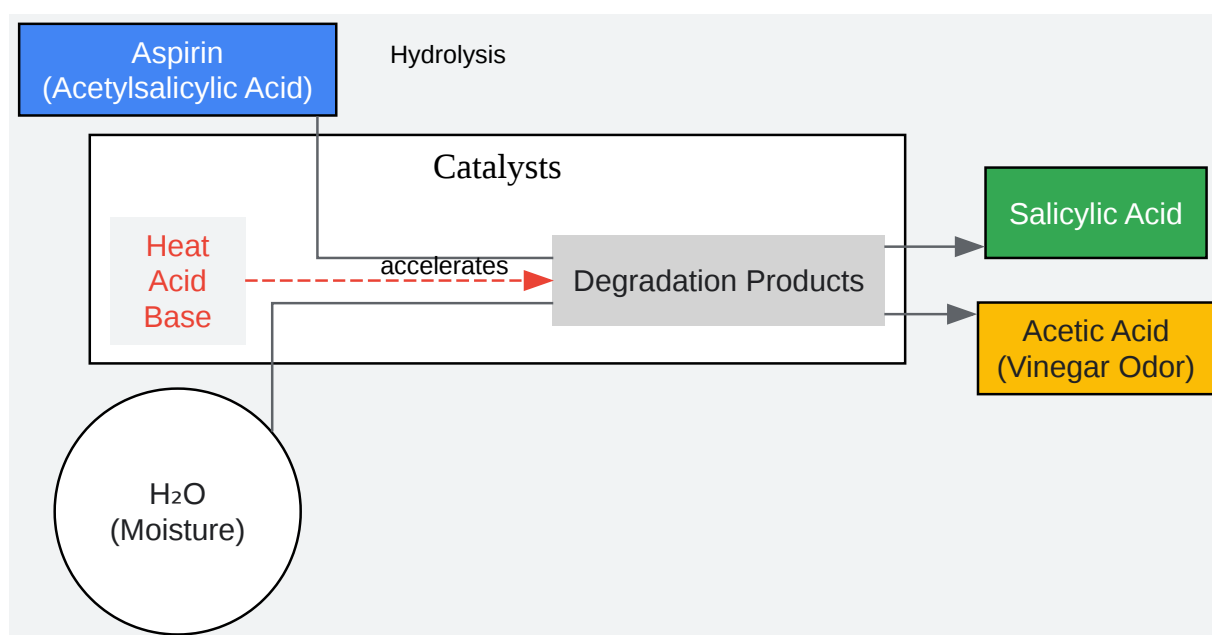 Aspirin
(Acetylsalicylic Acid)
Hydrolysis
Catalysts
Heat
Acid
Base
accelerates
Degradation Products
Salicylic Acid
Acetic Acid
(Vinegar Odor)
H₂O
(Moisture)